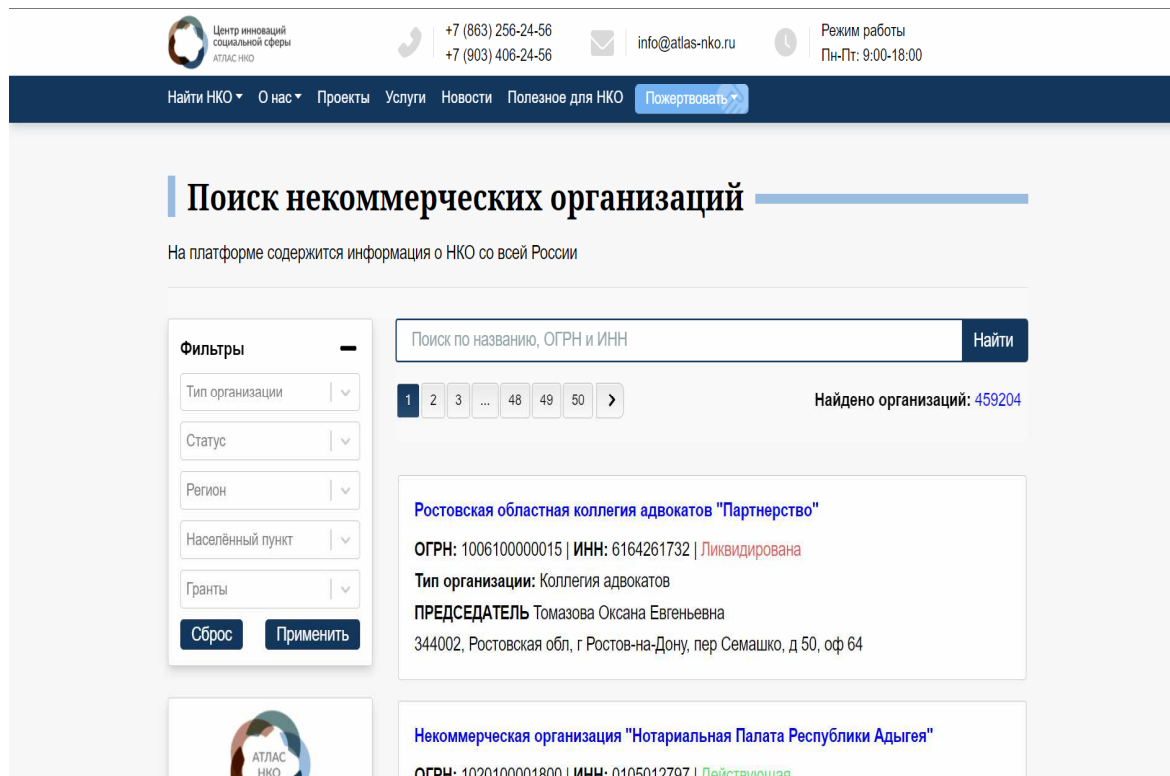 Центр инноваций
социальной сферы
АТЛАС НКО
+7 (863) 256-24-56
+7 (903) 406-24-56
info@atlas-nko.ru
Режим работы
Пн-Пт: 9:00-18:00
Найти НКО О нас Проекты Услуги Новости Полезное для НКО Пожертвовать
Поиск некоммерческих организаций
На платформе содержится информация о НКО со всей России
Фильтры
Тип организации
Статус
Регион
Населённый пункт
Гранты
Сброс Применить
АТЛАС
НКО
Поиск по названию, ОГРН и ИНН Найти
1 2 3 ... 48 49 50
Найдено организаций: 459204
Ростовская областная коллегия адвокатов "Партнерство"
ОГРН: 1006100000015 | ИНН: 6164261732 | Ликвидирована
Тип организации: Коллегия адвокатов
ПРЕДСЕДАТЕЛЬ Томазова Оксана Евгеньевна
344002, Ростовская обл, г Ростов-на-Дону, пер Семашко, д 50, оф 64
Некоммерческая организация "Нотариальная Палата Республики Адыгея"
ОГРН: 1020100001800 | ИНН: 0105012797 | Действующая